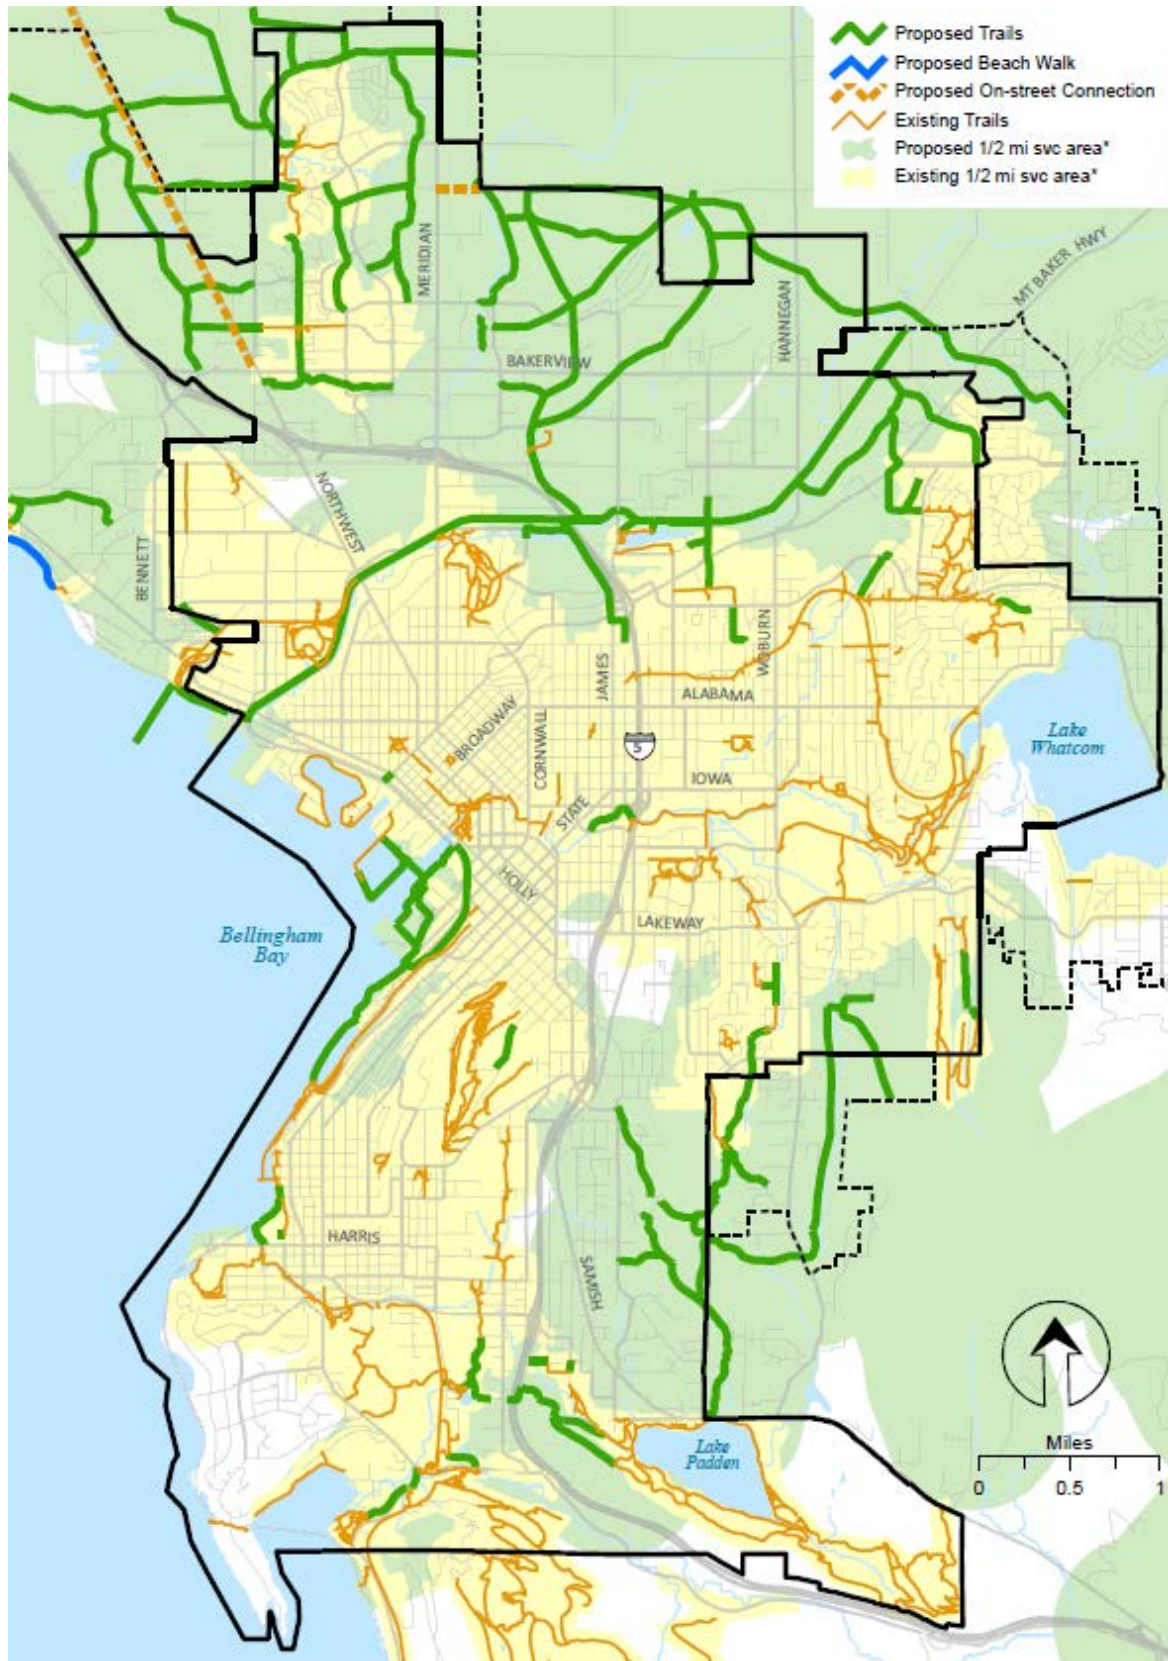 Proposed Trails
Proposed Beach Walk
Proposed On-street Connection
Existing Trails
Proposed 1/2 mi svc area*
Existing 1/2 mi svc area*
MERIDIAN
MT BAKER HWY
HANNEGAN
BAKERVIEW
NORTHWEST
BENNETT
WOBURN
JAMES
ALABAMA
BROADWAY
CORNWALL
5
Lake
Whatcom
IOWA
STATE
HOLLY
LAKEWAY
Bellingham
Bay
HARRIS
SAMISH
Lake
Padden
Miles
0 0.5 1